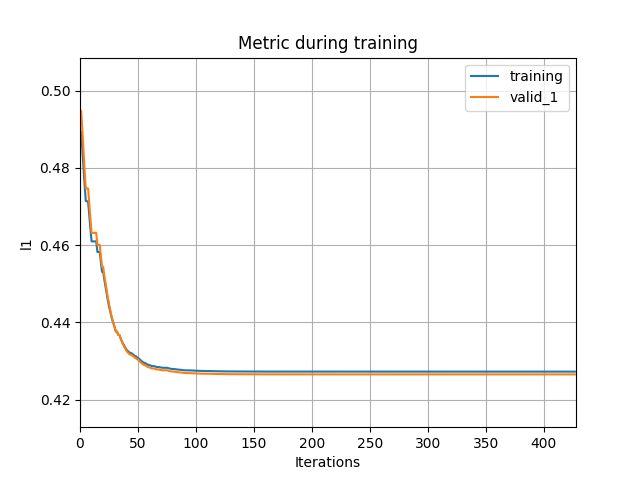 Metric during training
training
valid_1
l1
0.50
0.48
0.46
0.44
0.42
0 50 100 150 200 250 300 350 400
Iterations